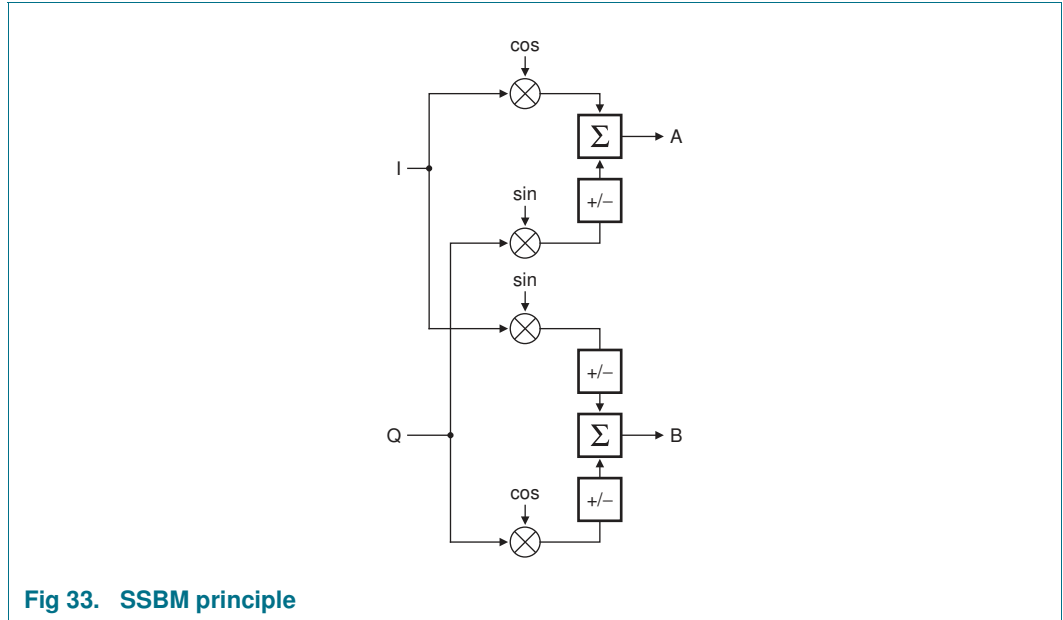 cos
Σ
A
I
+/–
sin
sin
+/–
Q
Σ
B
+/–
cos
Fig 33. SSBM principle